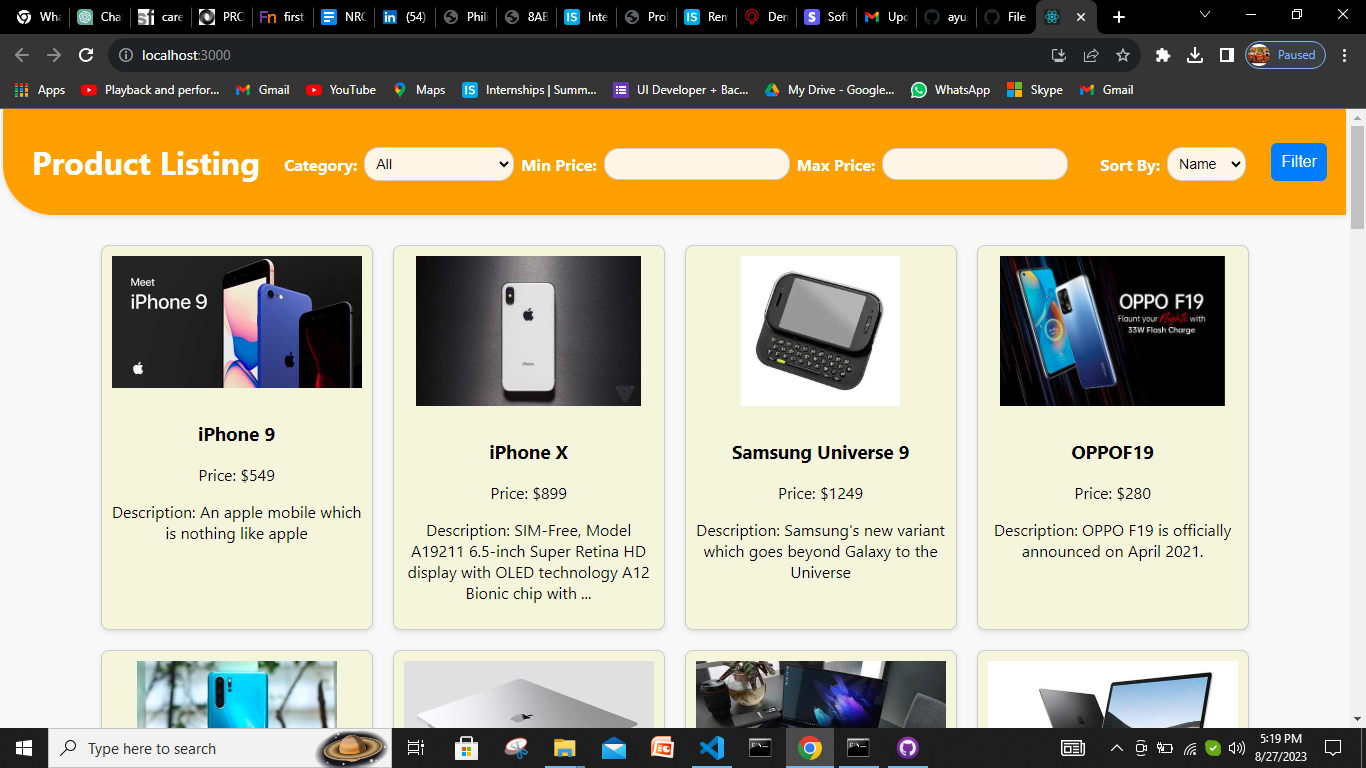 Wha
Cha
care
PRO
first
NRC
(54)
Phili
8AB
Inte
Pro
Rem
Den
Soft
Upc
ayu
File
localhost:3000
Paused
Apps
Playback and perfor...
Gmail
YouTube
Maps
Internships | Summ...
UI Developer + Bac...
My Drive - Google...
WhatsApp
Skype
Gmail
Product Listing
Category: All
Min Price:
Max Price:
Sort By: Name
Filter
Meet
iPhone 9
iPhone 9
Price: $549
Description: An apple mobile which
is nothing like apple
iPhone
iPhone X
Price: $899
Description: SIM-Free, Model
A19211 6.5-inch Super Retina HD
display with OLED technology A12
Bionic chip with ...
Samsung Universe 9
Price: $1249
Description: Samsung's new variant
which goes beyond Galaxy to the
Universe
OPPO F19
Flaunt your Nights with
33W Flash Charge
OPPOF19
Price: $280
Description: OPPO F19 is officially
announced on April 2021.
Type here to search
5:19 PM
8/27/2023